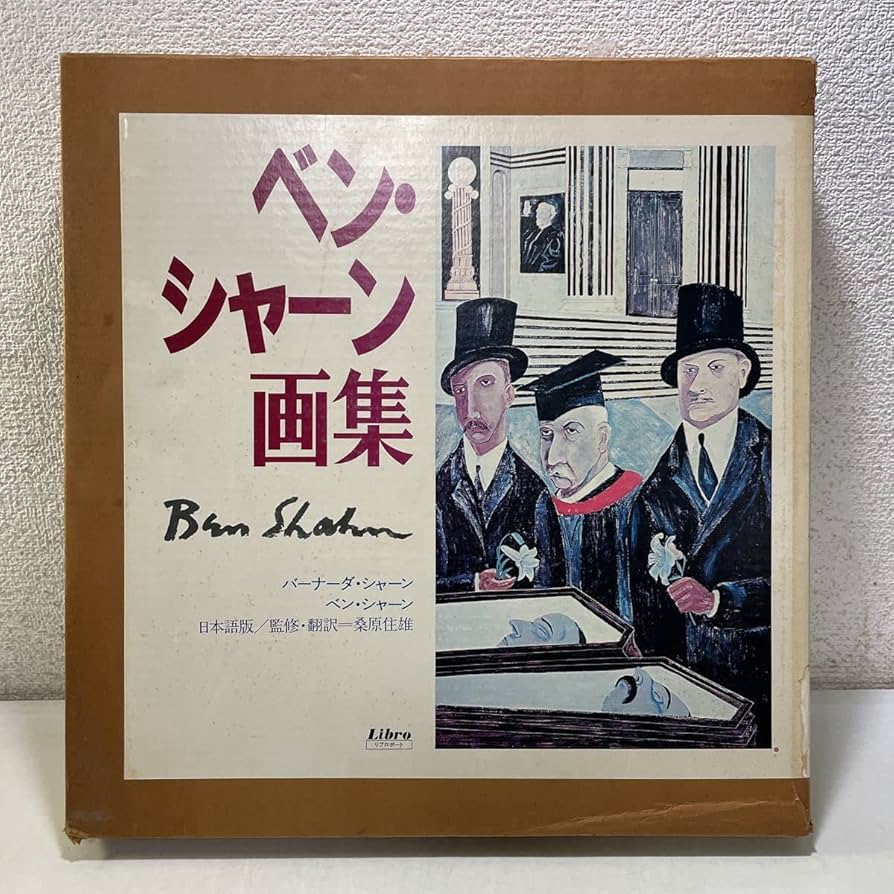 ベン・
シャーン
画集
Ben Shahn
バーナーダ・シャーン
ベン・シャーン
日本語版／監修・翻訳＝桑原住雄
Libro
リブロポート